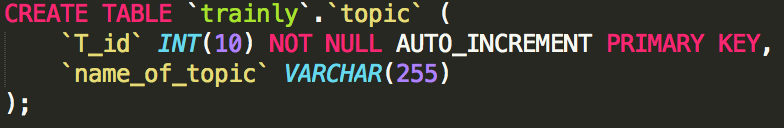 CREATE TABLE `trainly`.`topic` (
    `T_id` INT(10) NOT NULL AUTO_INCREMENT PRIMARY KEY,
    `name_of_topic` VARCHAR(255)
);